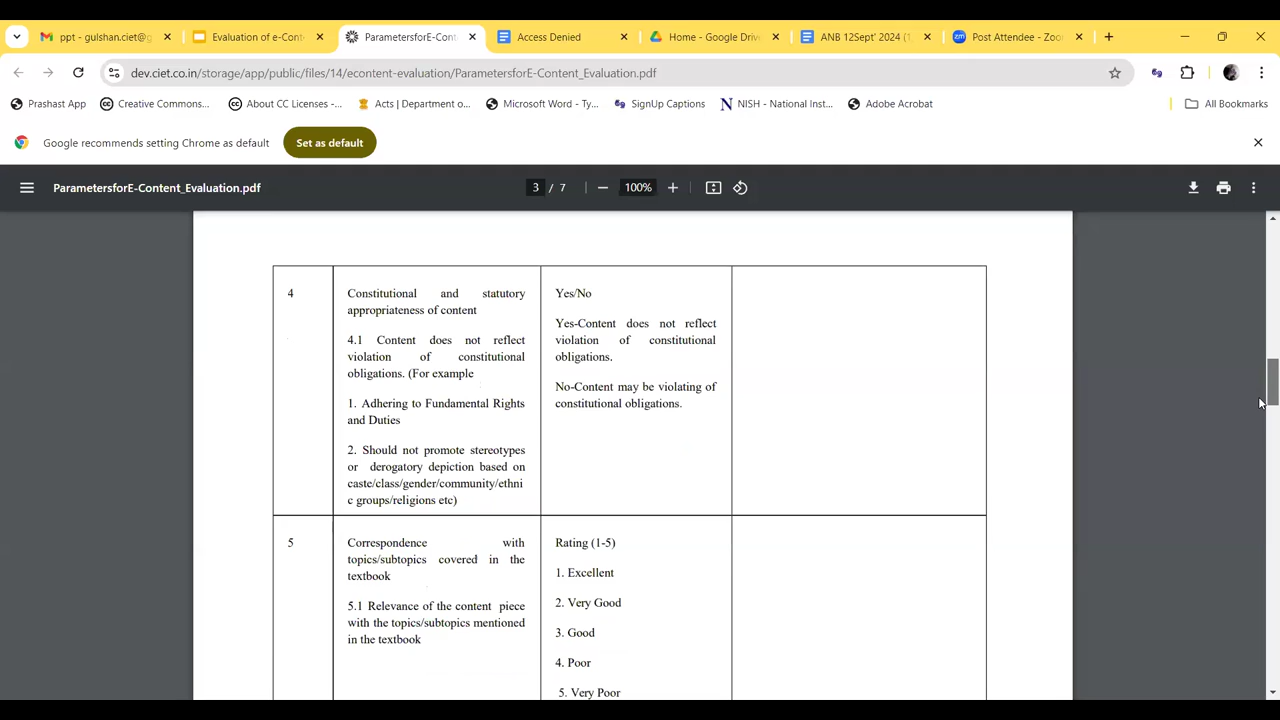 ppt - gulshan.ciet@g
Evaluation of e-Cont
ParametersforE-Cont
Access Denied
Home - Google Driv
ANB 12Sept' 2024 (1
Post Attendee - Zoo
dev.ciet.co.in/storage/app/public/files/14/econtent-evaluation/ParametersforE-Content_Evaluation.pdf
Prashast App
Creative Commons...
About CC Licenses -...
Acts | Department o...
Microsoft Word - Ty...
SignUp Captions
NISH - National Inst...
Adobe Acrobat
All Bookmarks
Google recommends setting Chrome as default
Set as default
ParametersforE-Content_Evaluation.pdf
3 / 7
100%
4
Constitutional and statutory
appropriateness of content
4.1 Content does not reflect
violation of constitutional
obligations. (For example
1. Adhering to Fundamental Rights
and Duties
2. Should not promote stereotypes
or derogatory depiction based on
caste/class/gender/community/ethni
c groups/religions etc)
Yes/No
Yes-Content does not reflect
violation of constitutional
obligations.
No-Content may be violating of
constitutional obligations.
5
Correspondence with
topics/subtopics covered in the
textbook
5.1 Relevance of the content piece
with the topics/subtopics mentioned
in the textbook
Rating (1-5)
1. Excellent
2. Very Good
3. Good
4. Poor
5. Very Poor